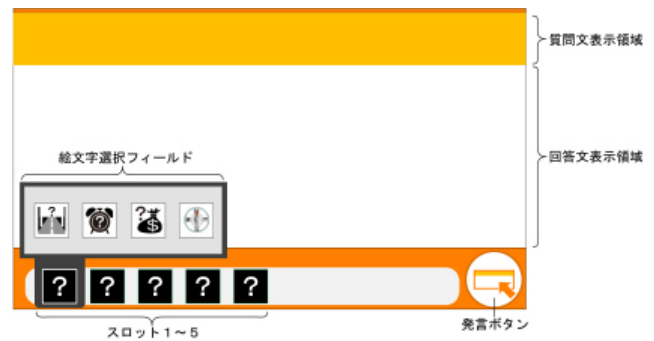 質問文表示領域
回答文表示領域
絵文字選択フィールド
? ? ? $
? ? ? ? ?
発言ボタン
スロット1～5